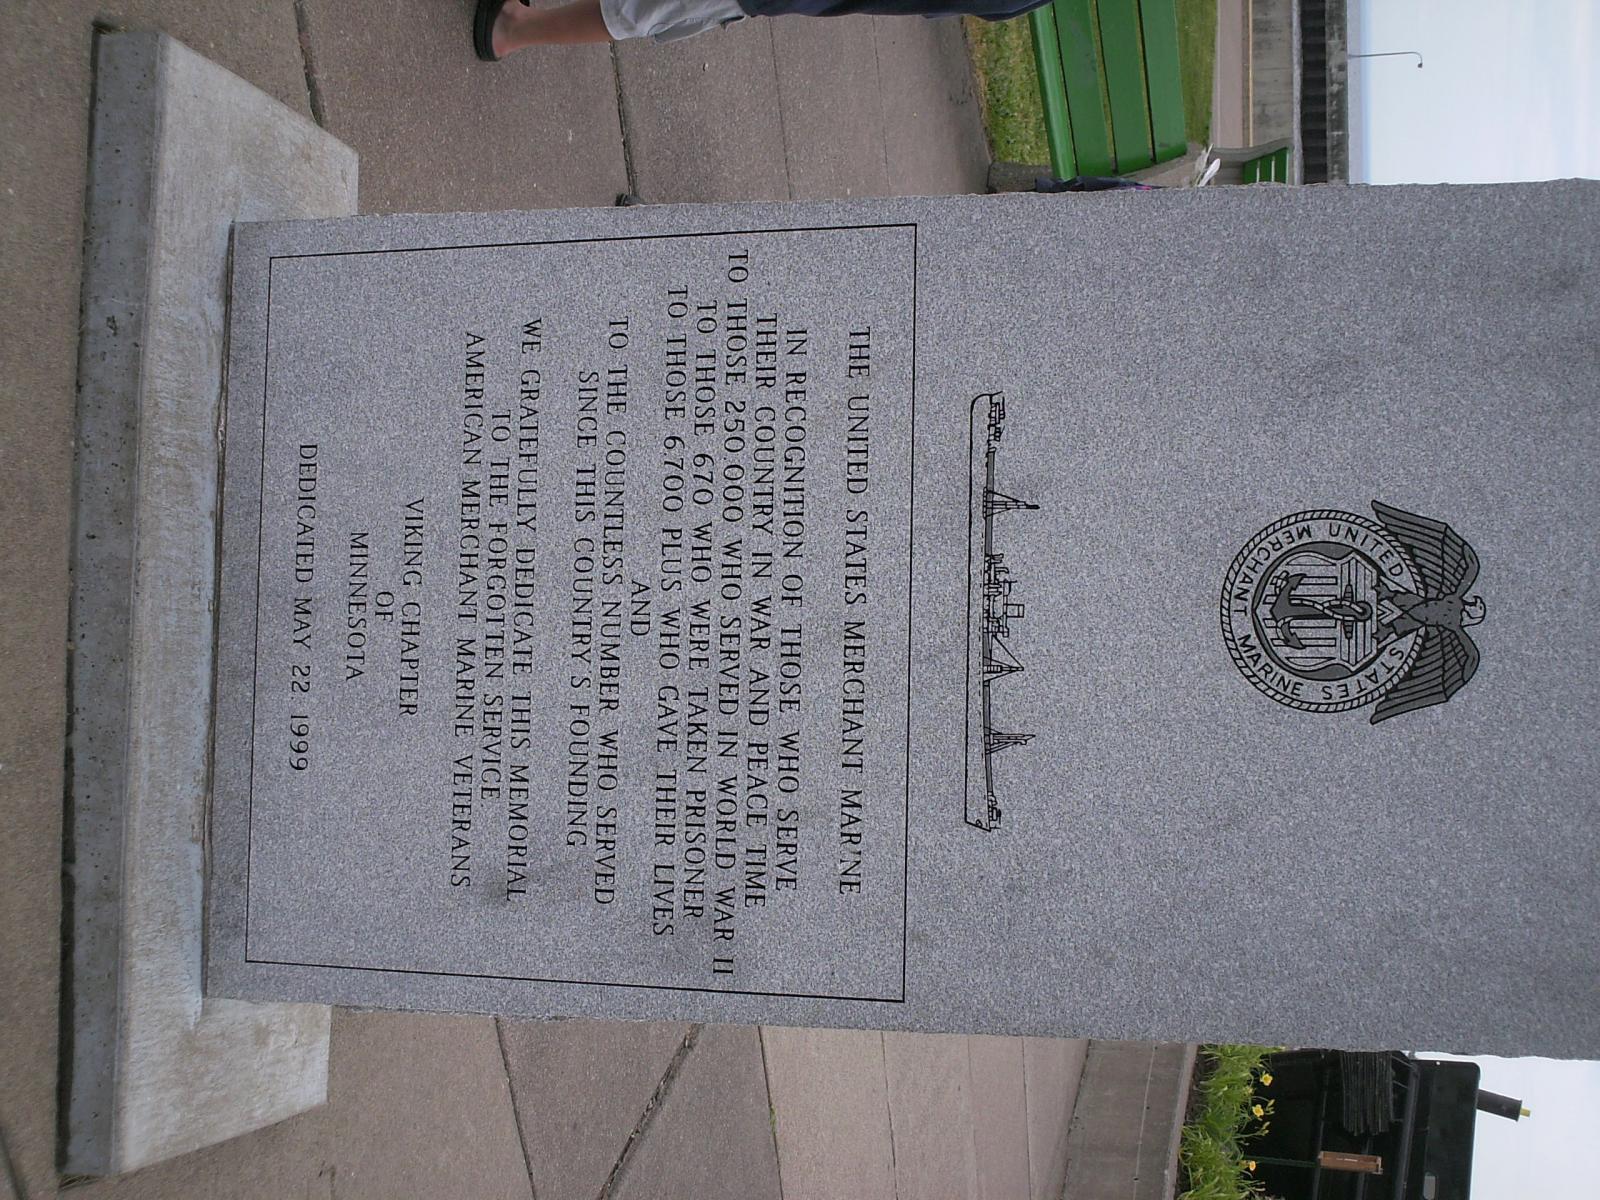 UNITED STATES
MERCHANT MARINE
THE UNITED STATES MERCHANT MAR'NE
IN RECOGNITION OF THOSE WHO SERVE
THEIR COUNTRY IN WAR AND PEACE TIME
TO THOSE 250,000 WHO SERVED IN WORLD WAR II
TO THOSE 670 WHO WERE TAKEN PRISONER
TO THOSE 6,700 PLUS WHO GAVE THEIR LIVES
AND
TO THE COUNTLESS NUMBER WHO SERVED
SINCE THIS COUNTRY'S FOUNDING
WE GRATEFULLY DEDICATE THIS MEMORIAL
TO THE FORGOTTEN SERVICE
AMERICAN MERCHANT MARINE VETERANS
VIKING CHAPTER
OF
MINNESOTA
DEDICATED MAY 22 1999